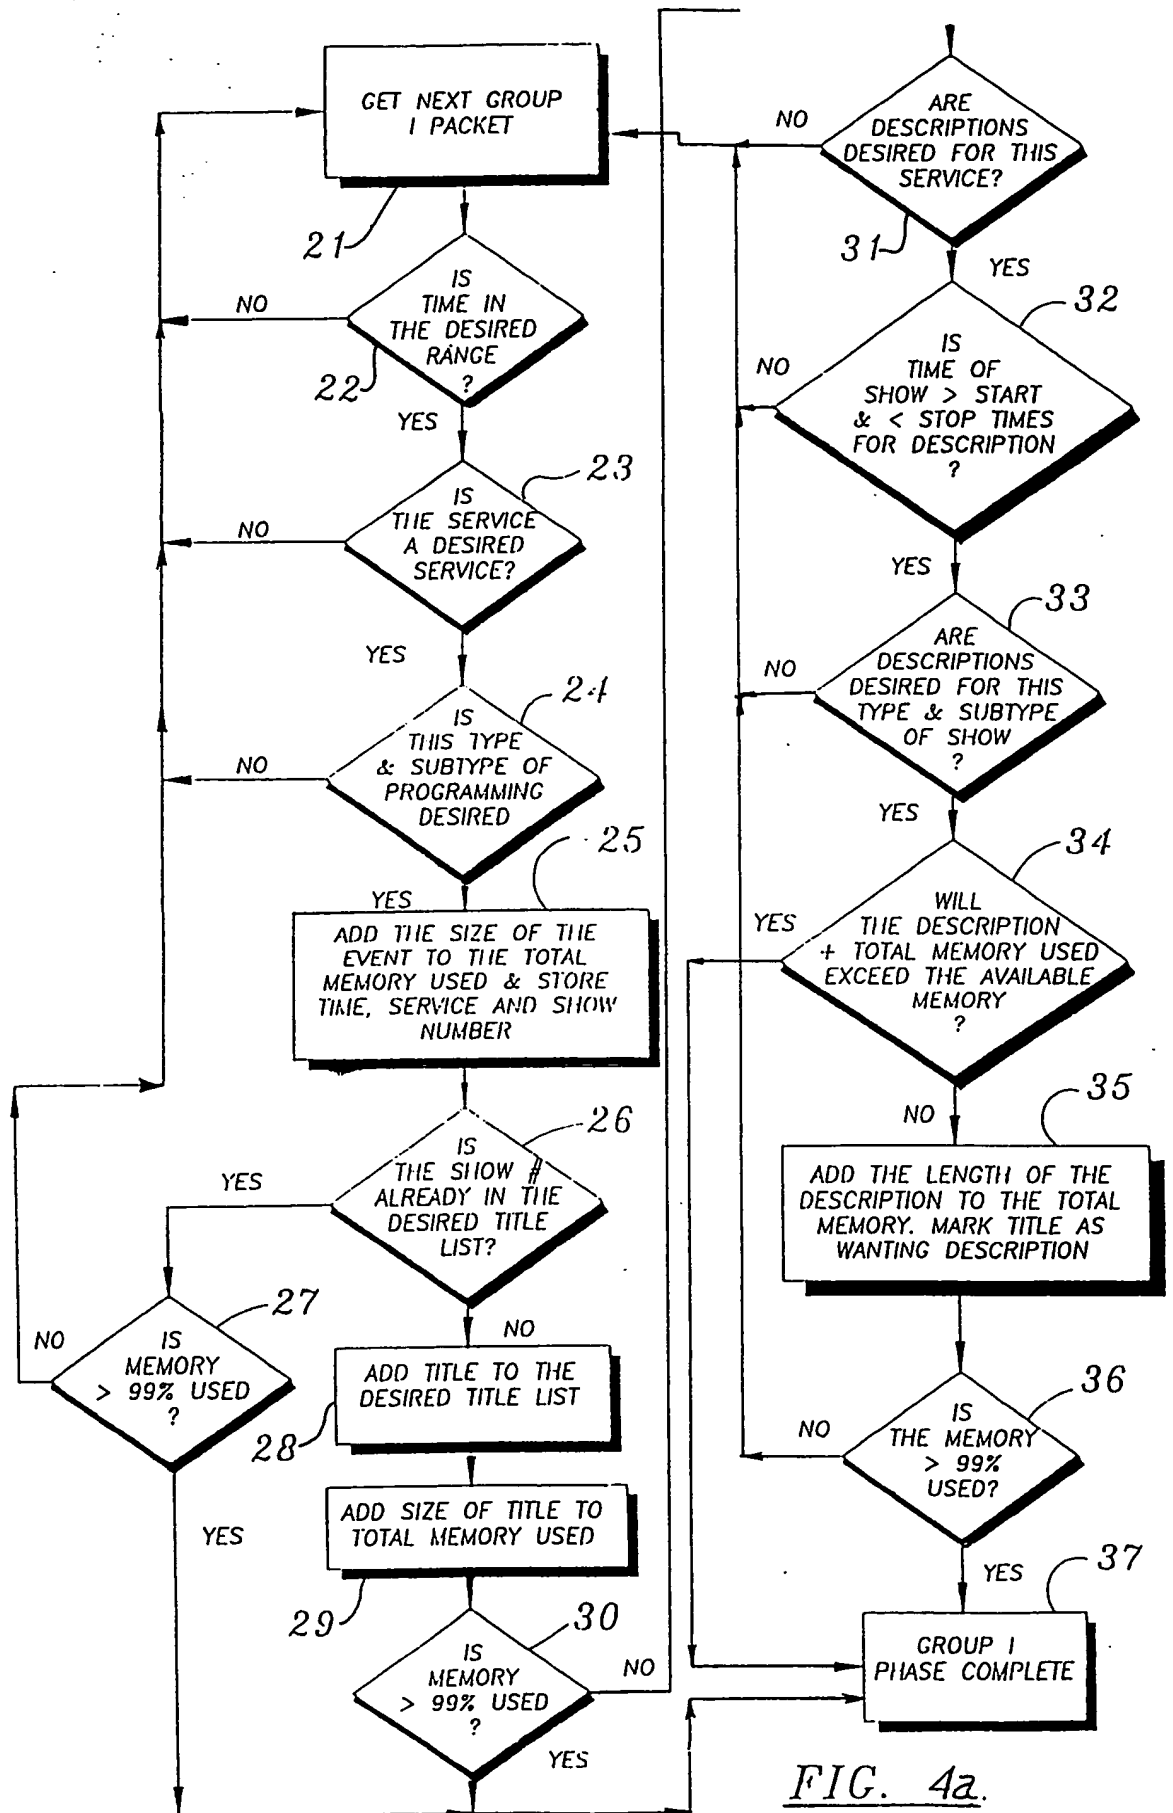 GET NEXT GROUP
1 PACKET
21
IS
TIME IN
THE DESIRED
RANGE
?
22
NO
YES
23
IS
THE SERVICE
A DESIRED
SERVICE?
NO
YES
24
IS
THIS TYPE
& SUBTYPE OF
PROGRAMMING
DESIRED
NO
YES
25
ADD THE SIZE OF THE
EVENT TO THE TOTAL
MEMORY USED & STORE
TIME, SERVICE AND SHOW
NUMBER
26
IS
THE SHOW #
ALREADY IN THE
DESIRED TITLE
LIST?
YES
NO
27
IS
MEMORY
> 99% USED
?
NO
YES
ADD TITLE TO THE
DESIRED TITLE LIST
28
ADD SIZE OF TITLE TO
TOTAL MEMORY USED
29
30
IS
MEMORY
> 99% USED
?
NO
YES
ARE
DESCRIPTIONS
DESIRED FOR THIS
SERVICE?
NO
31
YES
32
IS
TIME OF
SHOW > START
& < STOP TIMES
FOR DESCRIPTION
?
NO
YES
33
ARE
DESCRIPTIONS
DESIRED FOR THIS
TYPE & SUBTYPE
OF SHOW
?
NO
YES
34
WILL
THE DESCRIPTION
+ TOTAL MEMORY USED
EXCEED THE AVAILABLE
MEMORY
?
YES
NO
35
ADD THE LENGTH OF THE
DESCRIPTION TO THE TOTAL
MEMORY. MARK TITLE AS
WANTING DESCRIPTION
36
IS
THE MEMORY
> 99%
USED?
NO
YES
37
GROUP 1
PHASE COMPLETE
FIG. 4a.